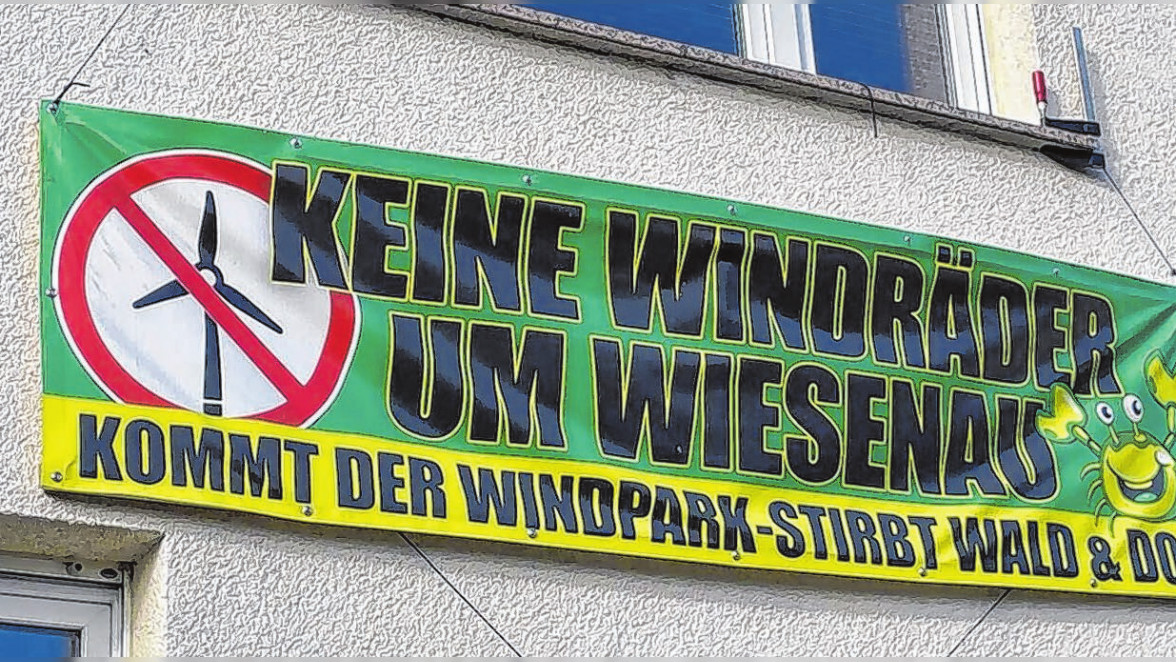 KEINE WINDRÄDER
UM WIESENAU
KOMMT DER WINDPARK-STIRBT WALD &